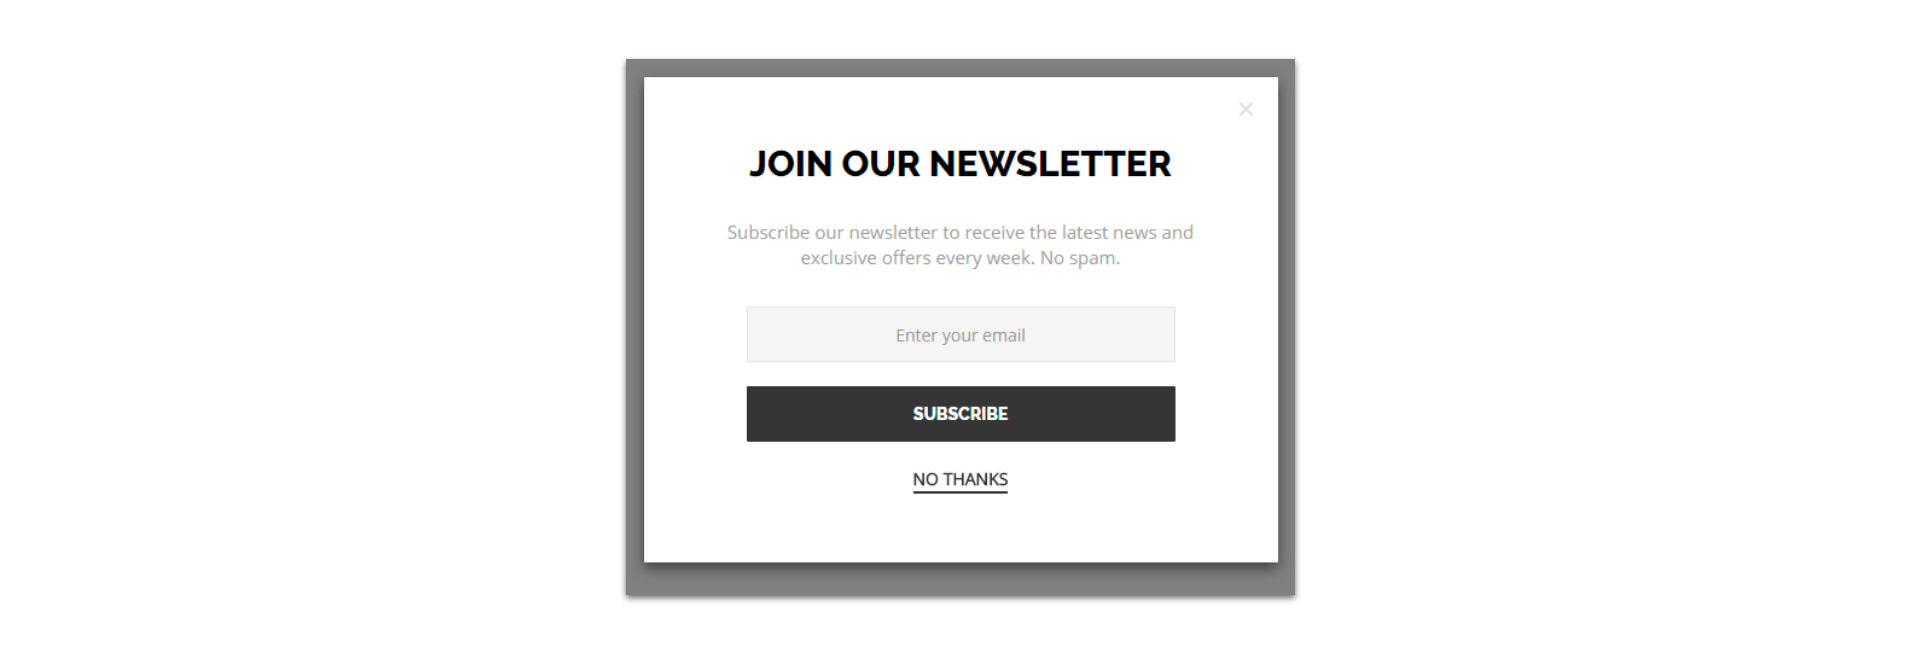 JOIN OUR NEWSLETTER
Subscribe our newsletter to receive the latest news and
exclusive offers every week. No spam.
Enter your email
SUBSCRIBE
NO THANKS